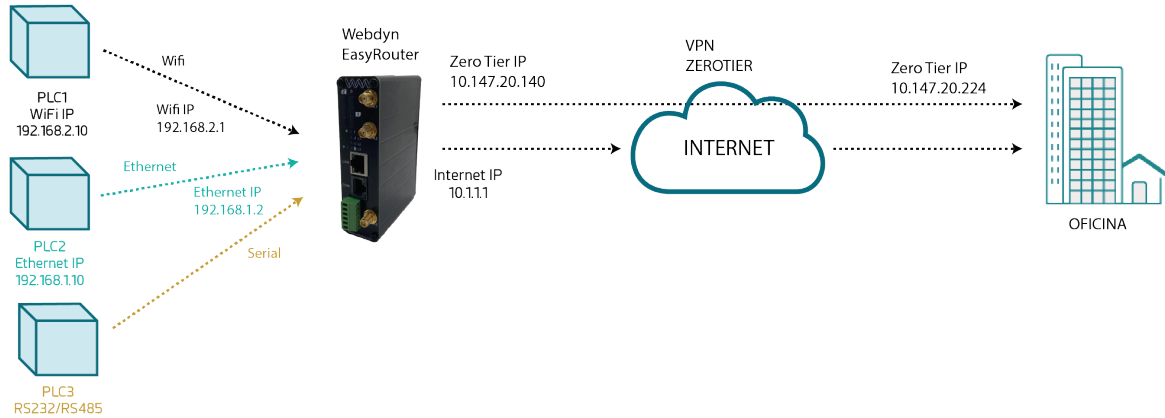 Webdyn
EasyRouter
VPN
ZEROTIER
Zero Tier IP
10.147.20.140
Zero Tier IP
10.147.20.224
Wifi
PLC1
WiFi IP
192.168.2.10
Wifi IP
192.168.2.1
INTERNET
Ethernet
Internet IP
10.1.1.1
Ethernet IP
192.168.1.2
OFICINA
PLC2
Ethernet IP
192.168.1.10
Serial
PLC3
RS232/RS485